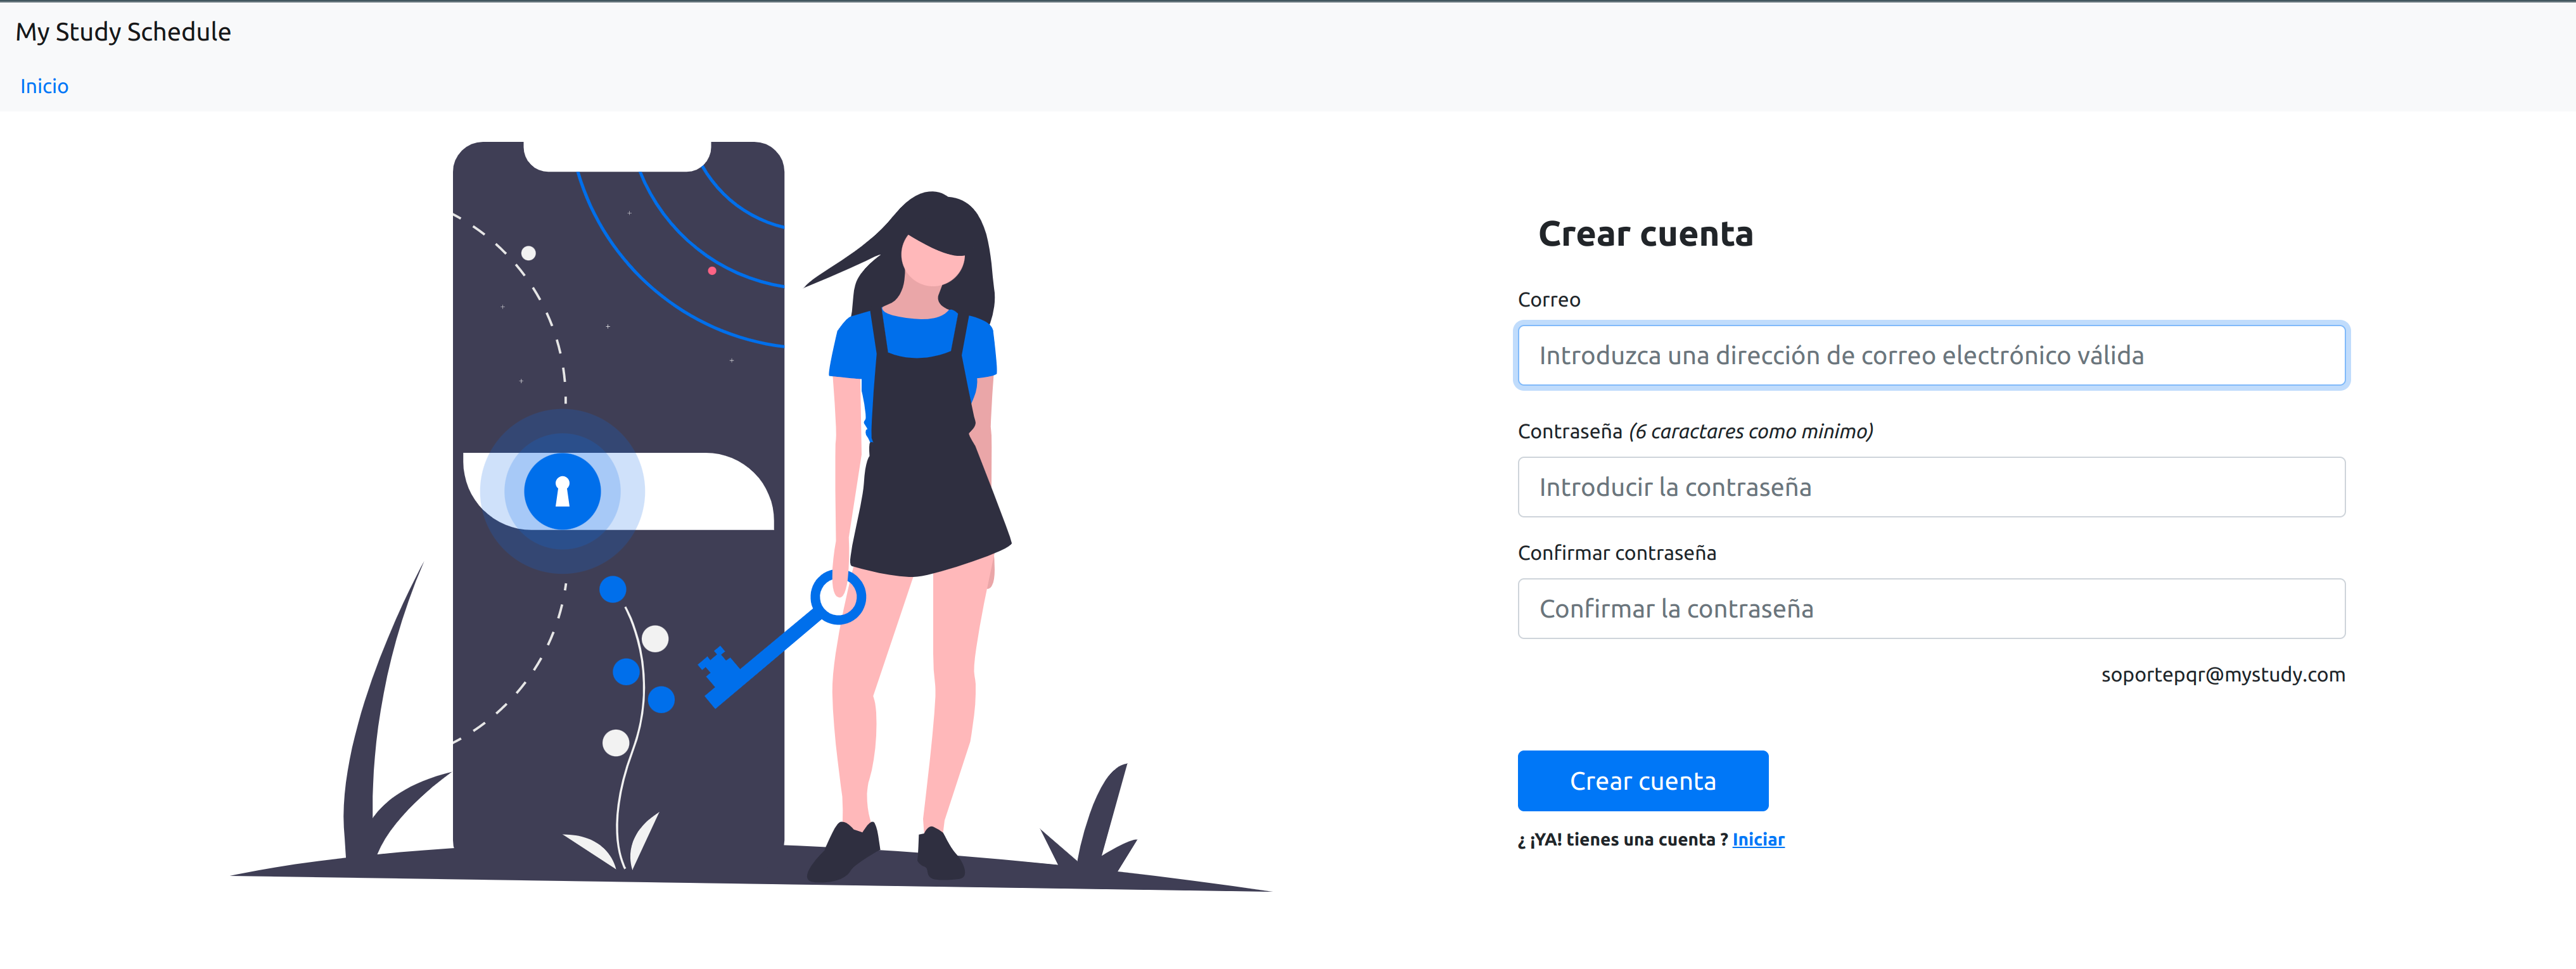 My Study Schedule
Inicio
Crear cuenta
Correo
Introduzca una dirección de correo electrónico válida
Contraseña (6 caractares como minimo)
Introducir la contraseña
Confirmar contraseña
Confirmar la contraseña
soportepqr@mystudy.com
Crear cuenta
¿ ¡YA! tienes una cuenta ? Iniciar